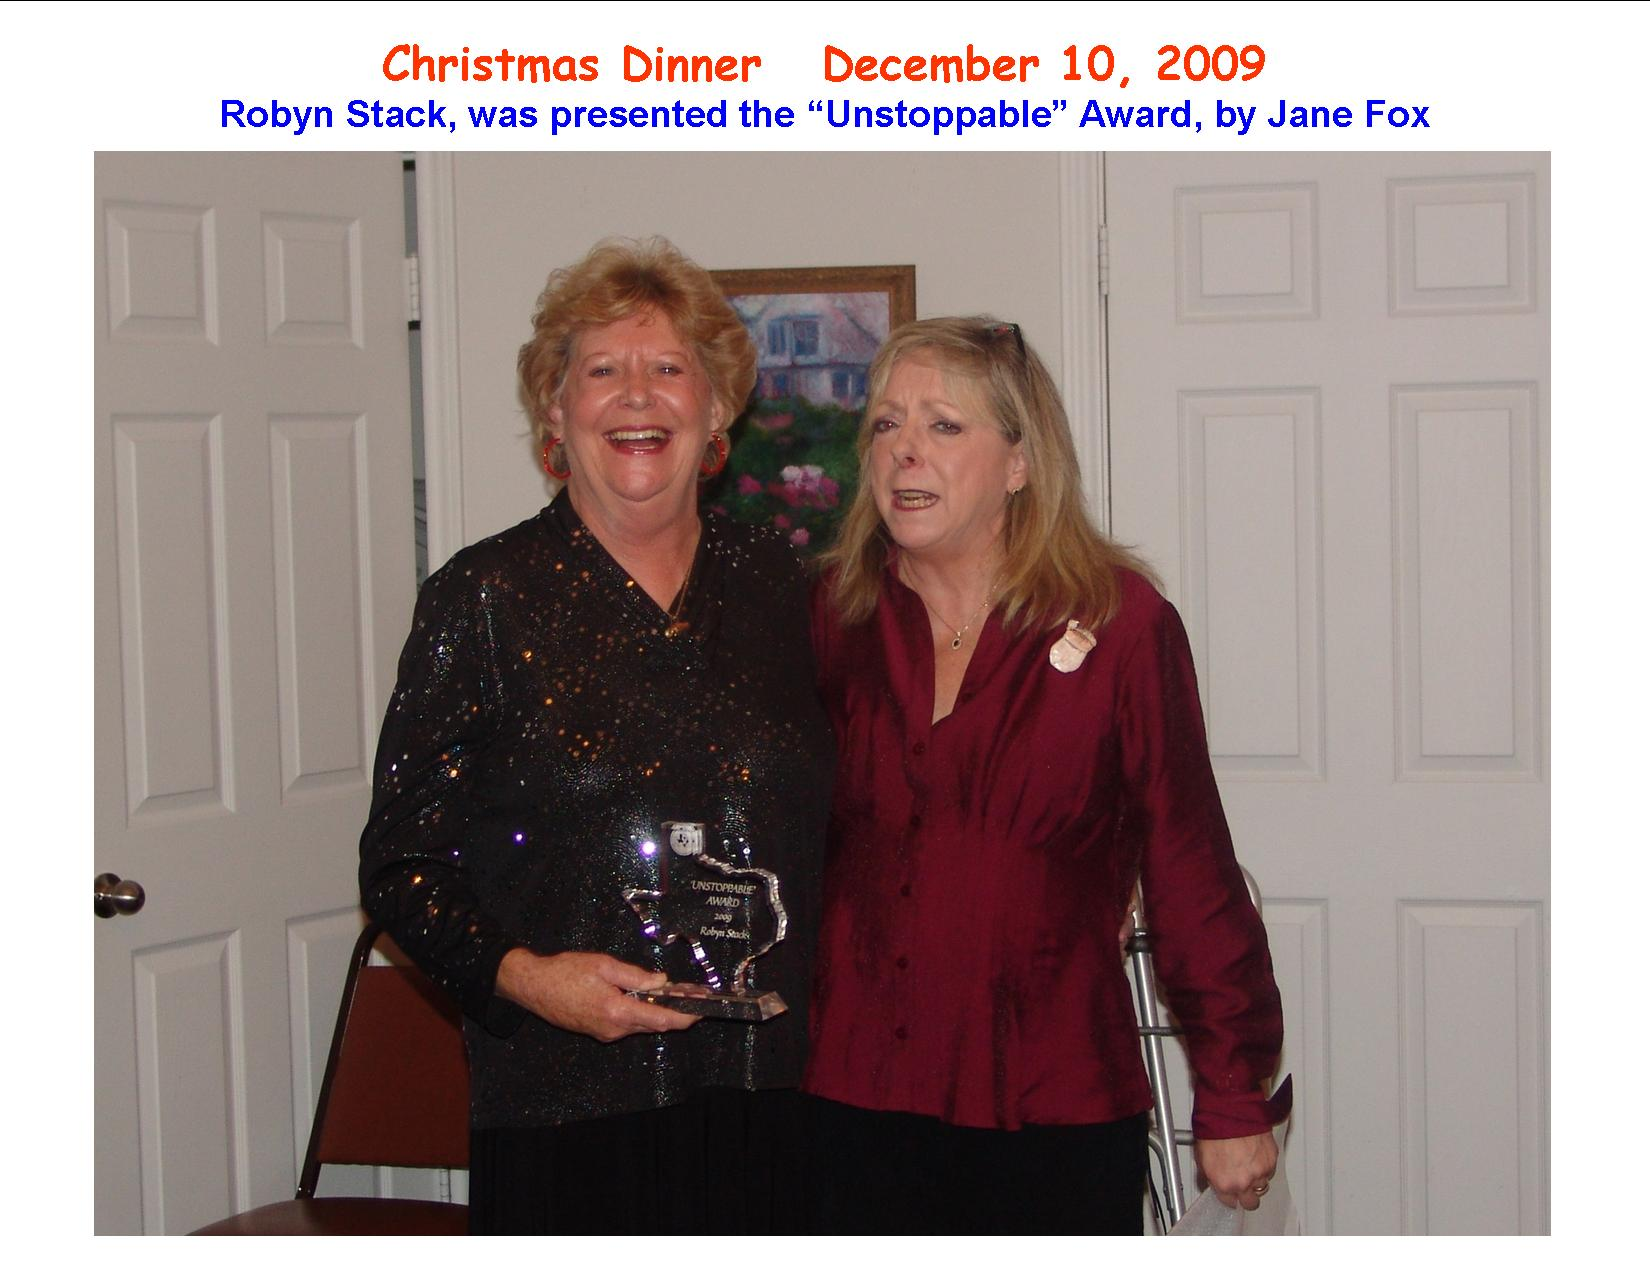 Christmas Dinner December 10, 2009
Robyn Stack, was presented the “Unstoppable” Award, by Jane Fox
"UNSTOPPABLE"
AWARD
2009
Robyn Stack